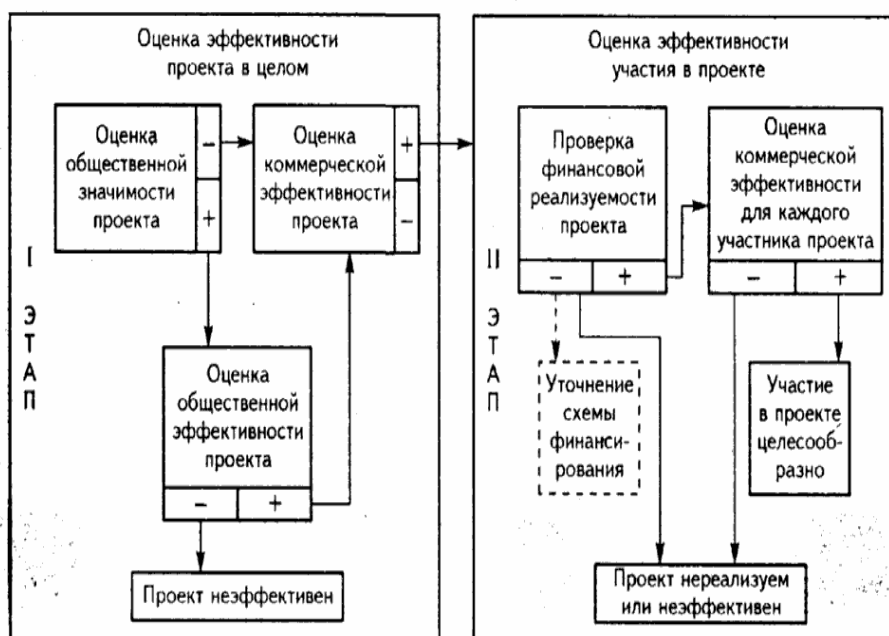 Оценка эффективности
проекта в целом
Оценка
общественной
значимости
проекта
−
+
Оценка
коммерческой
эффективности
проекта
+
−
I
Э
Т
А
П
Оценка
общественной
эффективности
проекта
−
+
Проект неэффективен
Оценка эффективности
участия в проекте
Проверка
финансовой
реализуемости
проекта
−
+
Оценка
коммерческой
эффективности
для каждого
участника проекта
−
+
II
Э
Т
А
П
Уточнение
схемы
финанси-
рования
Участие
в проекте
целесооб-
разно
Проект нереализуем
или неэффективен